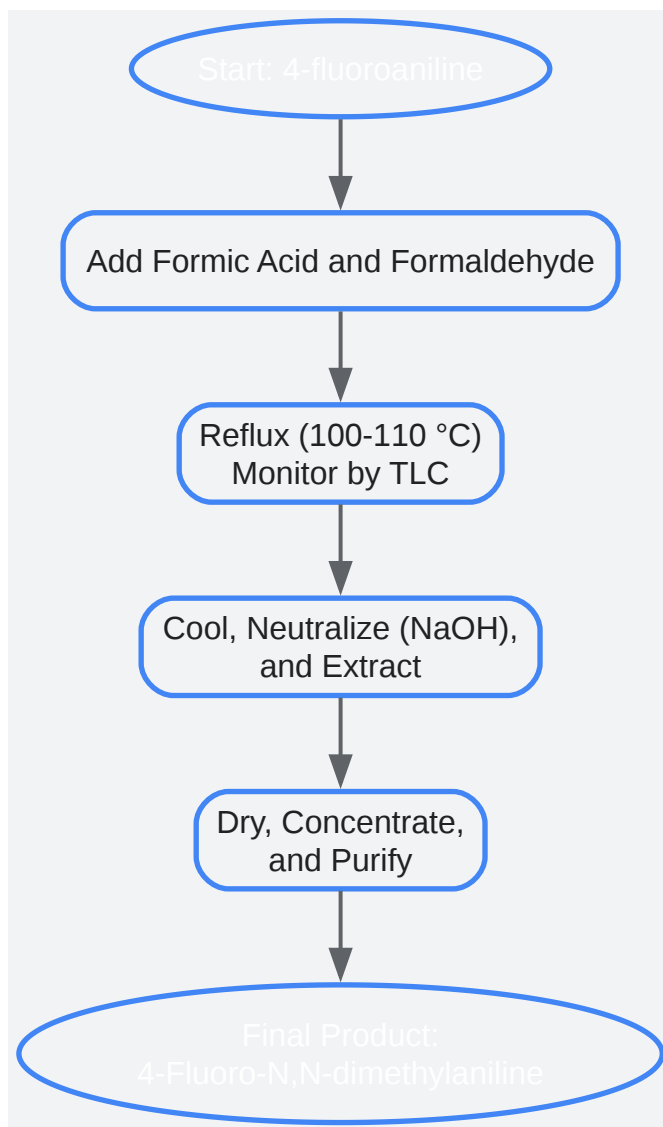 Start: 4-fluoroaniline
Add Formic Acid and Formaldehyde
Reflux (100-110 °C)
Monitor by TLC
Cool, Neutralize (NaOH),
and Extract
Dry, Concentrate,
and Purify
Final Product:
4-Fluoro-N,N-dimethylaniline